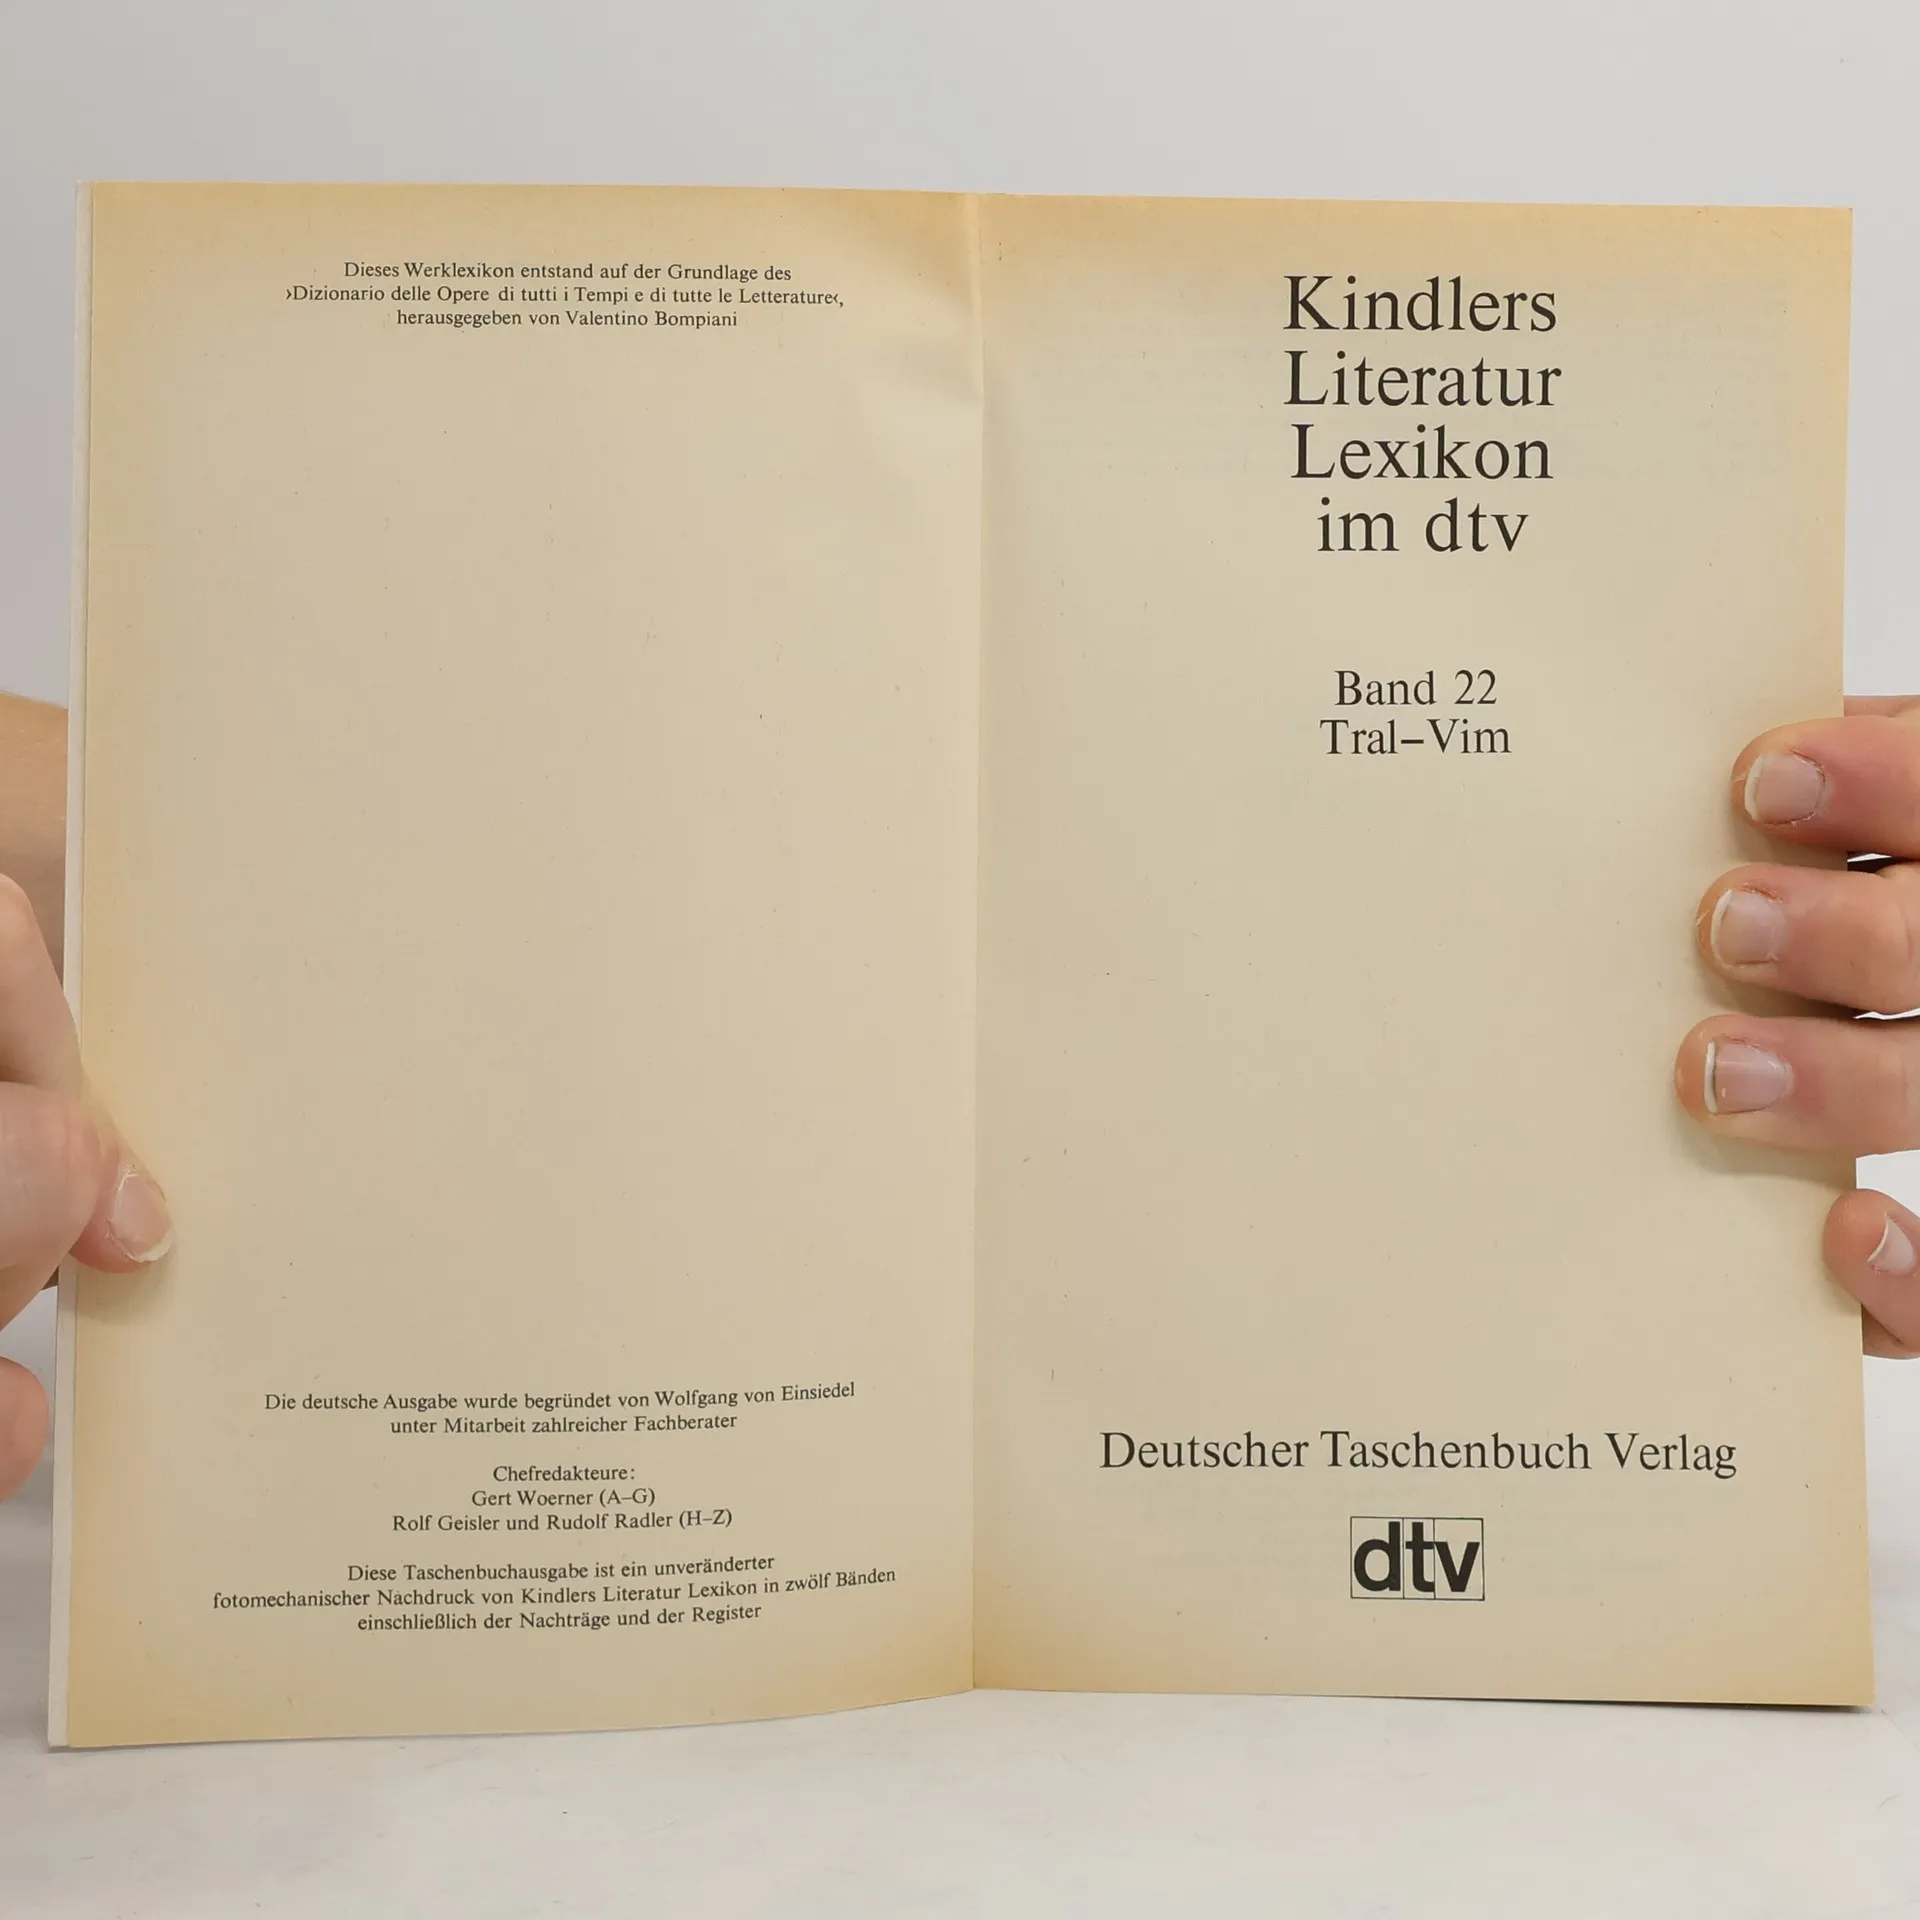 Dieses Werklexikon entstand auf der Grundlage des
›Dizionario delle Opere di tutti i Tempi e di tutte le Letterature‹,
herausgegeben von Valentino Bompiani
Die deutsche Ausgabe wurde begründet von Wolfgang von Einsiedel
unter Mitarbeit zahlreicher Fachberater
Chefredakteure:
Gert Woerner (A–G)
Rolf Geisler und Rudolf Radler (H–Z)
Diese Taschenbuchausgabe ist ein unveränderter
fotomechanischer Nachdruck von Kindlers Literatur Lexikon in zwölf Bänden
einschließlich der Nachträge und der Register
Kindlers
Literatur
Lexikon
im dtv
Band 22
Tral–Vim
Deutscher Taschenbuch Verlag
dtv